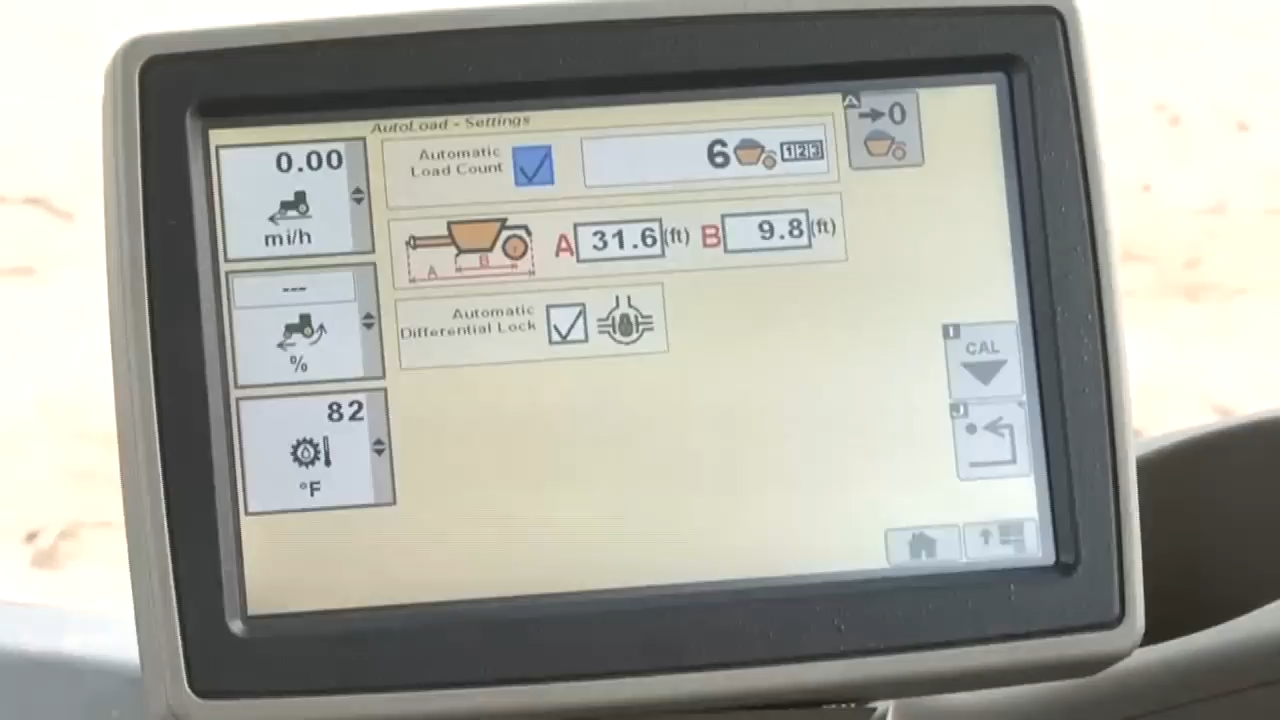 AutoLoad - Settings
0.00
mi/h
---
%
82
°F
Automatic
Load Count
6
123
A 31.6 (ft) B 9.8 (ft)
A
B
Automatic
Differential Lock
A
→0
I
CAL
J